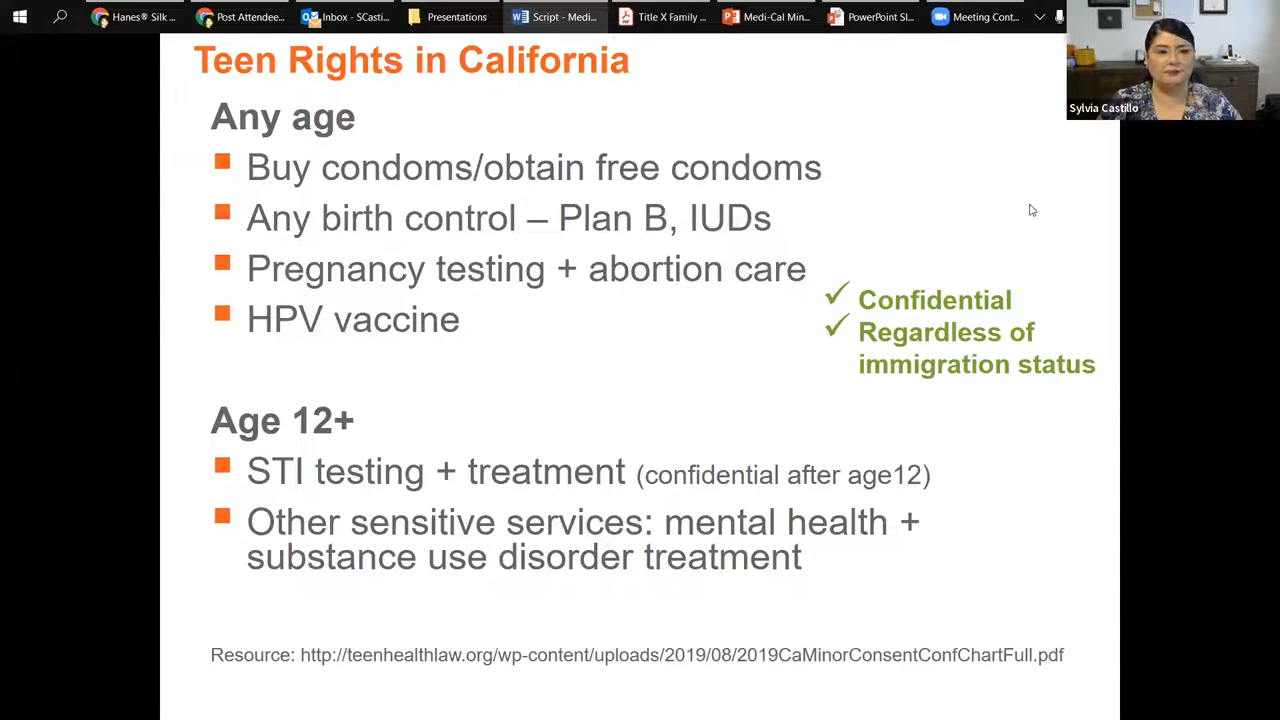 Hanes® Silk ...
Post Attendee...
Inbox - SCasti...
Presentations
Script - Medi...
Title X Family ...
Medi-Cal Min...
PowerPoint Sl...
Meeting Cont...
Teen Rights in California
Sylvia Castillo
Any age
Buy condoms/obtain free condoms
Any birth control – Plan B, IUDs
Pregnancy testing + abortion care
HPV vaccine
✓ Confidential
✓ Regardless of
immigration status
Age 12+
STI testing + treatment (confidential after age12)
Other sensitive services: mental health +
substance use disorder treatment
Resource: http://teenhealthlaw.org/wp-content/uploads/2019/08/2019CaMinorConsentConfChartFull.pdf